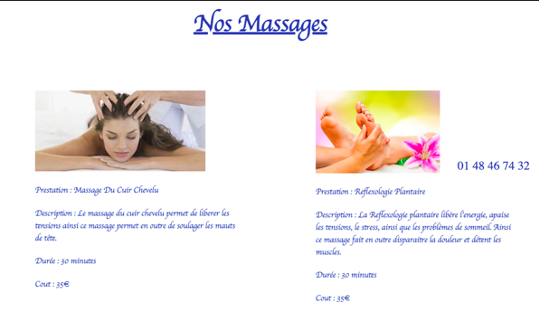 Nos Massages
01 48 46 74 32
Prestation : Massage Du Cuir Chevelu
Description : Le massage du cuir chevelu permet de liberer les
tensions ainsi ce massage permet en outre de soulager les maux
de tête.
Durée : 30 minutes
Cout : 35€
Prestation : Reflexologie Plantaire
Description : La Reflexologie plantaire libère l'energie, apaise
les tensions, le stress, ainsi que les problèmes de sommeil. Ainsi
ce massage fait en outre disparaitre la douleur et détent les
muscles.
Durée : 30 minutes
Cout : 35€